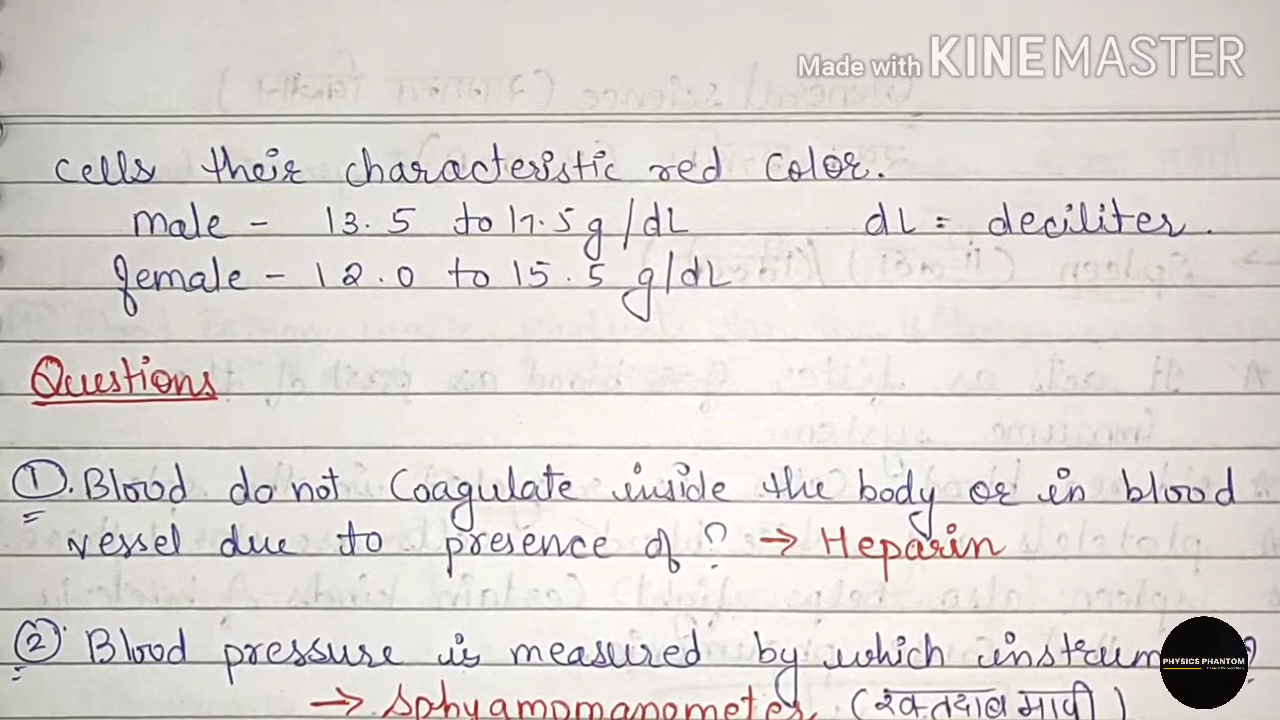 Made with KINEMASTER
cells their characteristic red color.
male - 13.5 to 17.5 g/dL dL = deciliter.
female - 12.0 to 15.5 g/dL
Questions
①. Blood do not Coagulate inside the body or in blood
vessel due to presence of? → Heparin
②. Blood pressure is measured by which instrum ?
PHYSICS PHANTOM
→ Sphygmomanometer (रक्तदाब मापी)